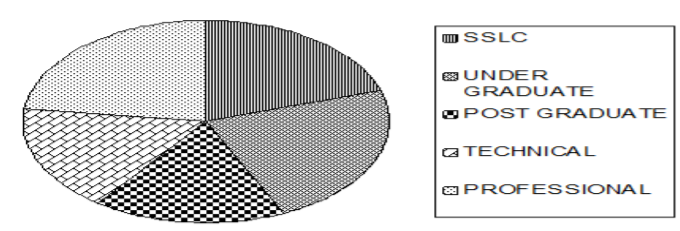 SSLC
UNDER
GRADUATE
POST GRADUATE
TECHNICAL
PROFESSIONAL